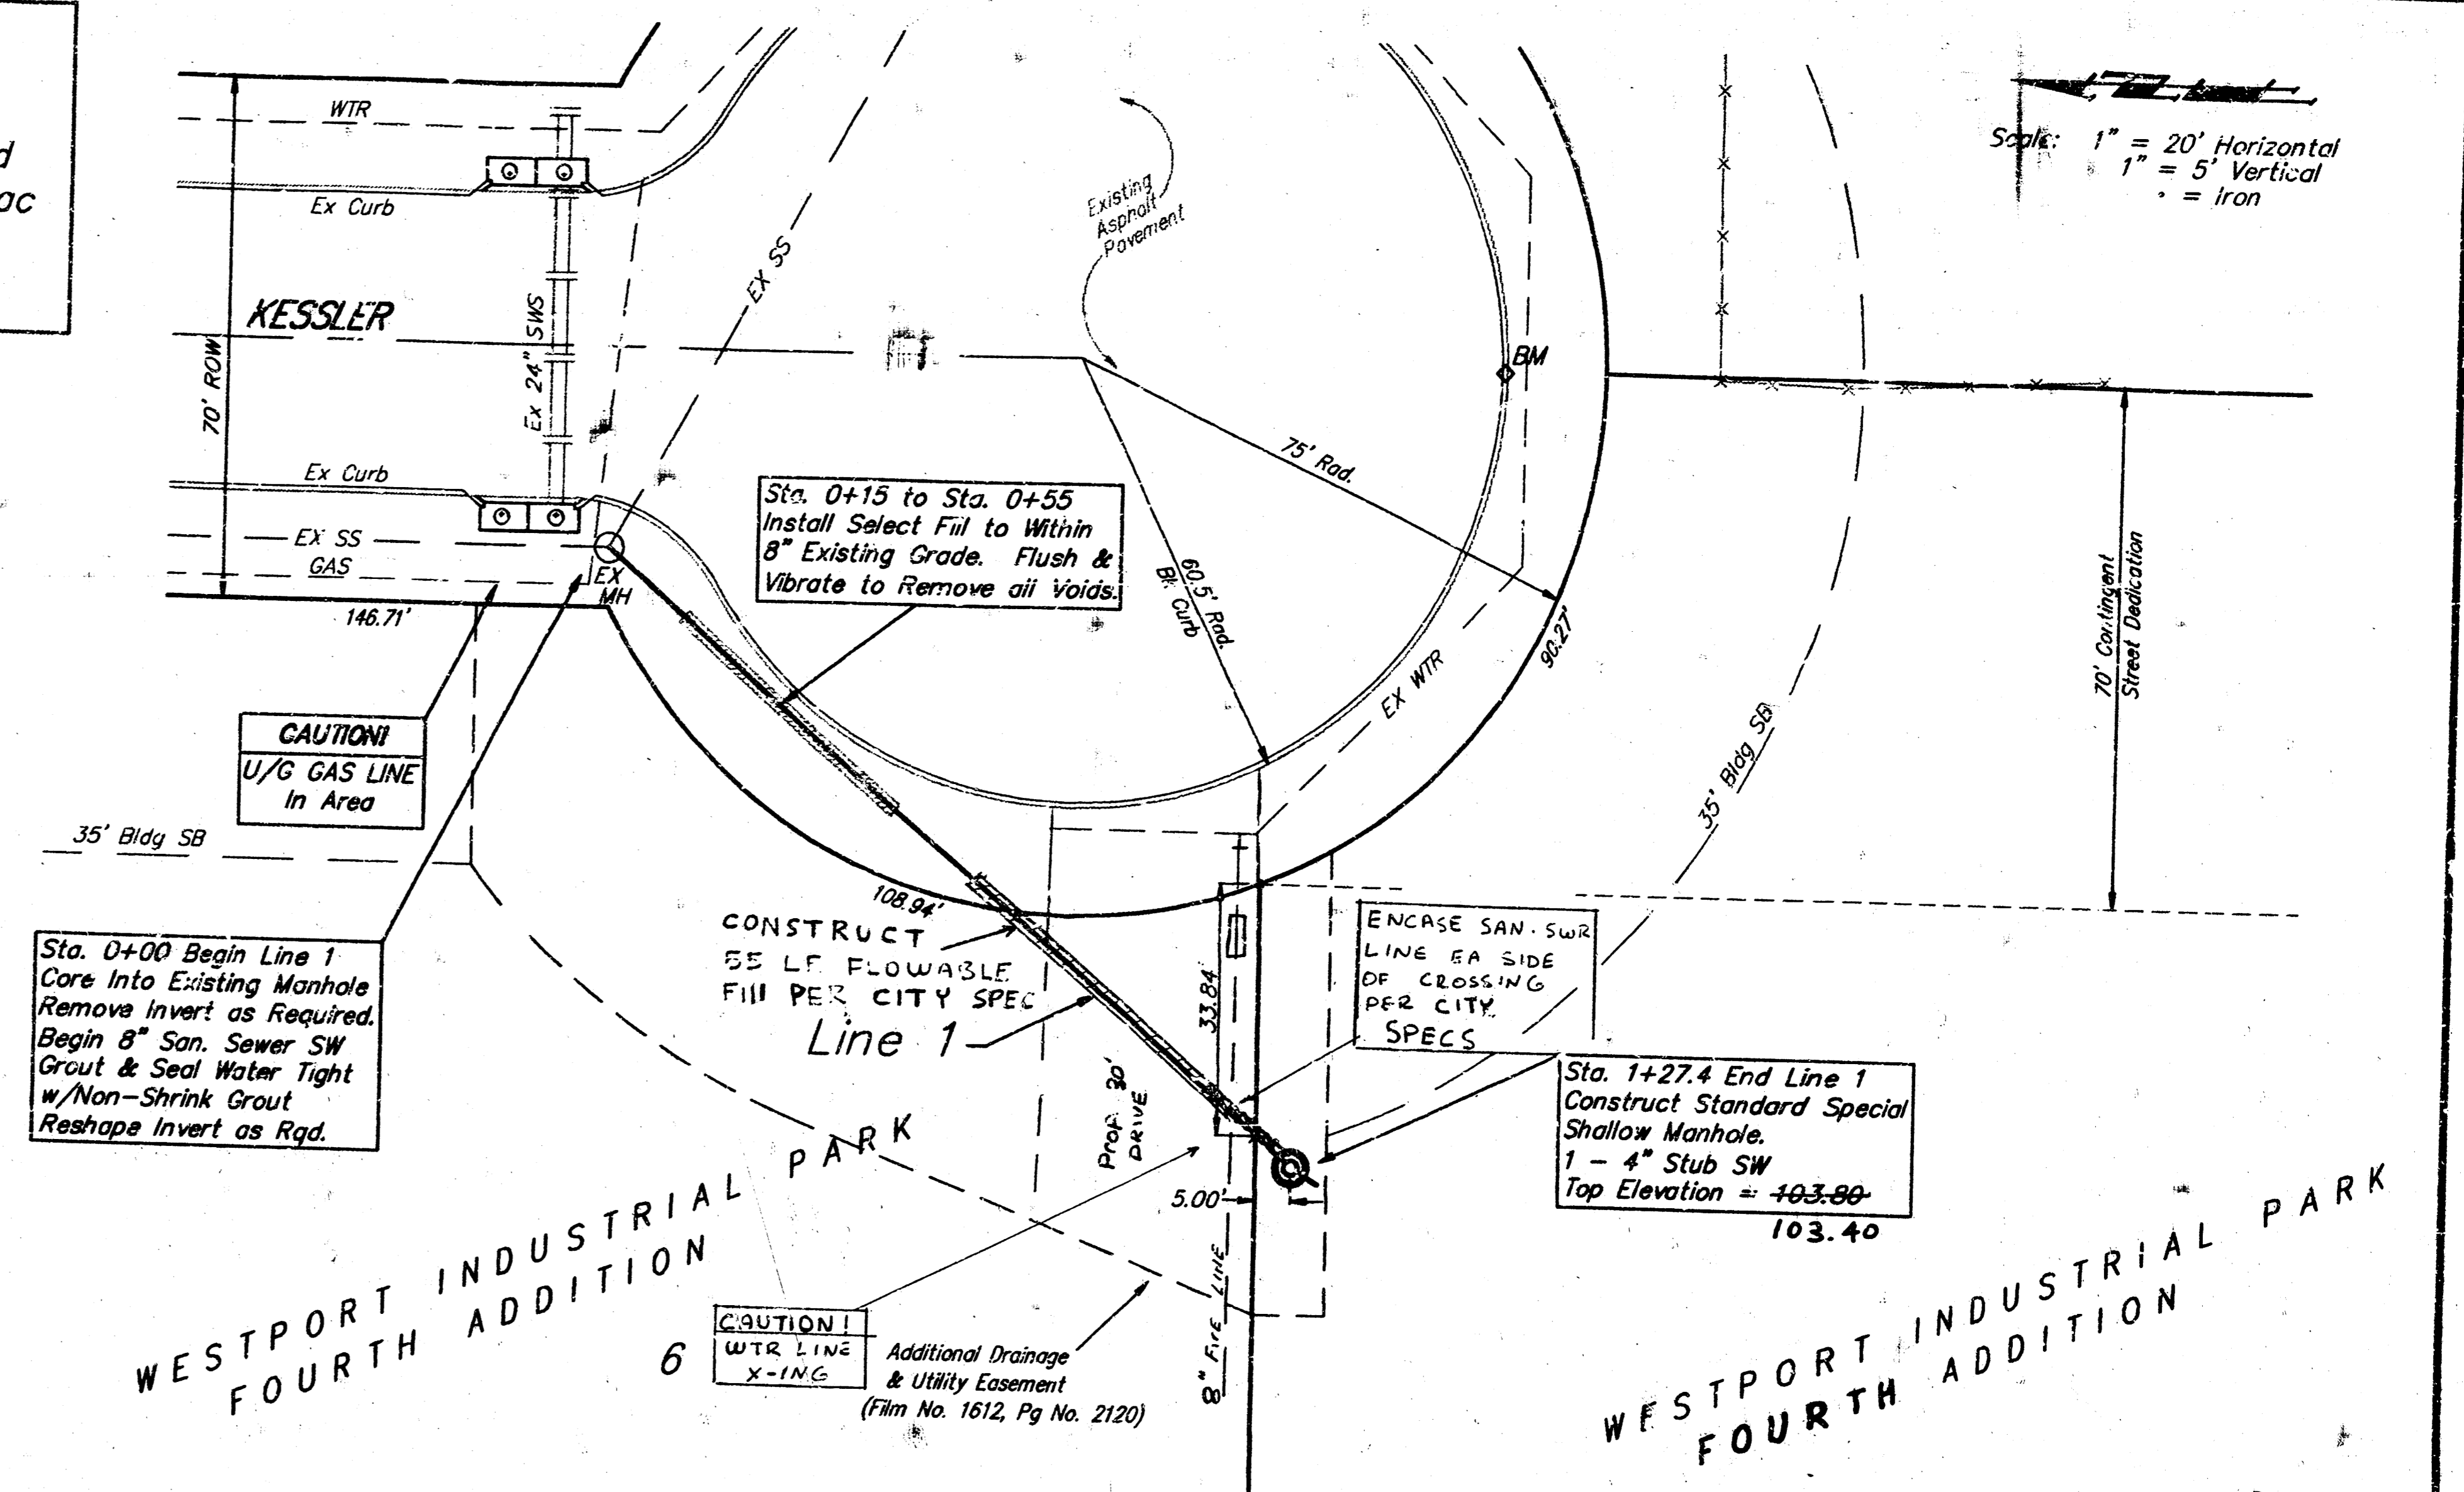 d
ac
WTR
Ex Curb
KESSLER
70' ROW
Ex 24" SWS
EX SS
Existing
Asphalt
Pavement
Scale: 1" = 20' Horizontal
1" = 5' Vertical
= Iron
BM
75' Rad.
60.5' Rad.
Bk Curb
Ex Curb
EX SS
GAS
EX
MH
146.71'
Sta. 0+15 to Sta. 0+55
Install Select Fill to Within
8" Existing Grade. Flush &
Vibrate to Remove all Voids.
90.27'
EX WTR
70' Contingent
Street Dedication
35' Bldg SB
CAUTION!
U/G GAS LINE
In Area
35' Bldg SB
108.94'
CONSTRUCT
55 LF FLOWABLE
Fill PER CITY SPEC
Line 1
33.84'
ENCASE SAN. SWR
LINE EA SIDE
OF CROSSING
PER CITY
SPECS
Sta. 0+00 Begin Line 1
Core Into Existing Manhole
Remove Invert as Required.
Begin 8" San. Sewer SW
Grout & Seal Water Tight
w/Non-Shrink Grout
Reshape Invert as Rqd.
Prop 30'
DRIVE
Sta. 1+27.4 End Line 1
Construct Standard Special
Shallow Manhole.
1 - 4" Stub SW
Top Elevation = 103.80
103.40
5.00'
WESTPORT INDUSTRIAL PARK
FOURTH ADDITION
6
CAUTION!
WTR LINE
X-ING
Additional Drainage
& Utility Easement
(Film No. 1612, Pg No. 2120)
8" FIRE LINE
WESTPORT INDUSTRIAL PARK
FOURTH ADDITION